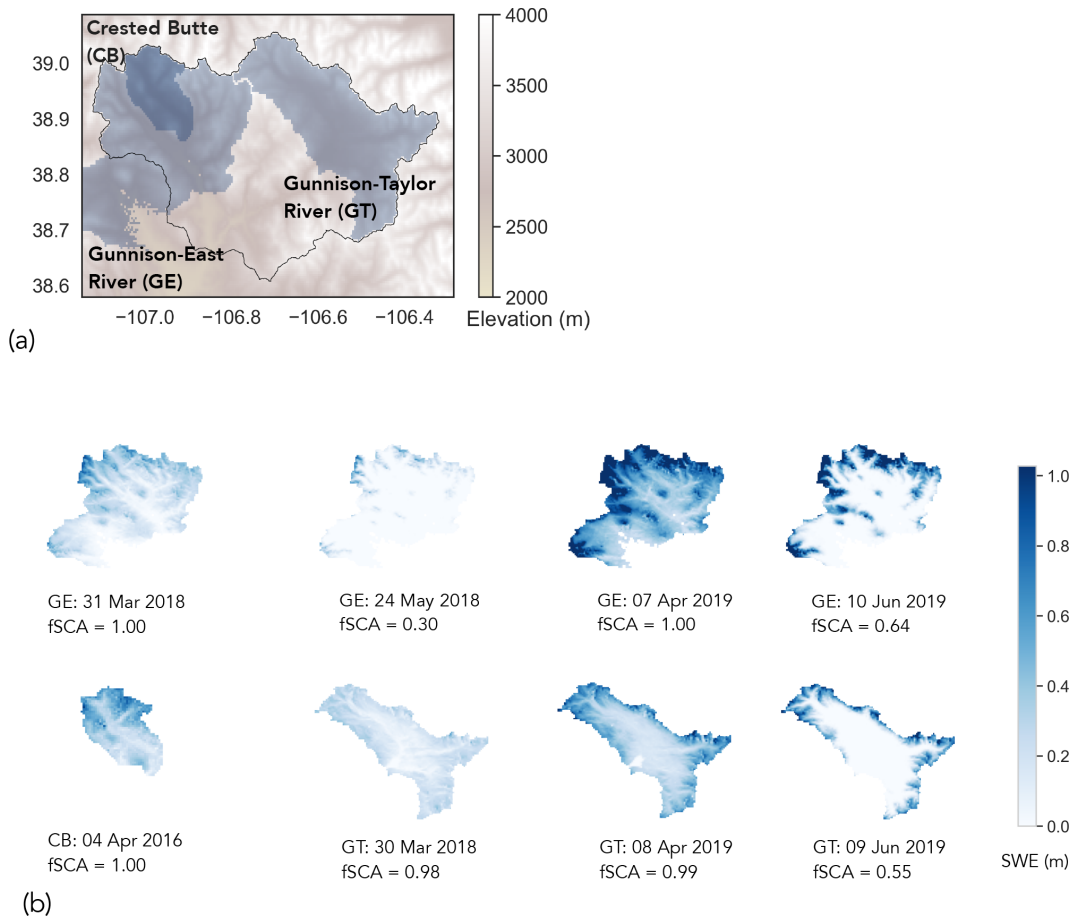 Crested Butte
(CB)
39.0
38.9
38.8
38.7
38.6
Gunnison-Taylor
River (GT)
Gunnison-East
River (GE)
−107.0 −106.8 −106.6 −106.4
4000
3500
3000
2500
2000
Elevation (m)
(a)
GE: 31 Mar 2018
fSCA = 1.00
GE: 24 May 2018
fSCA = 0.30
GE: 07 Apr 2019
fSCA = 1.00
GE: 10 Jun 2019
fSCA = 0.64
CB: 04 Apr 2016
fSCA = 1.00
GT: 30 Mar 2018
fSCA = 0.98
GT: 08 Apr 2019
fSCA = 0.99
GT: 09 Jun 2019
fSCA = 0.55
1.0
0.8
0.6
0.4
0.2
0.0
SWE (m)
(b)